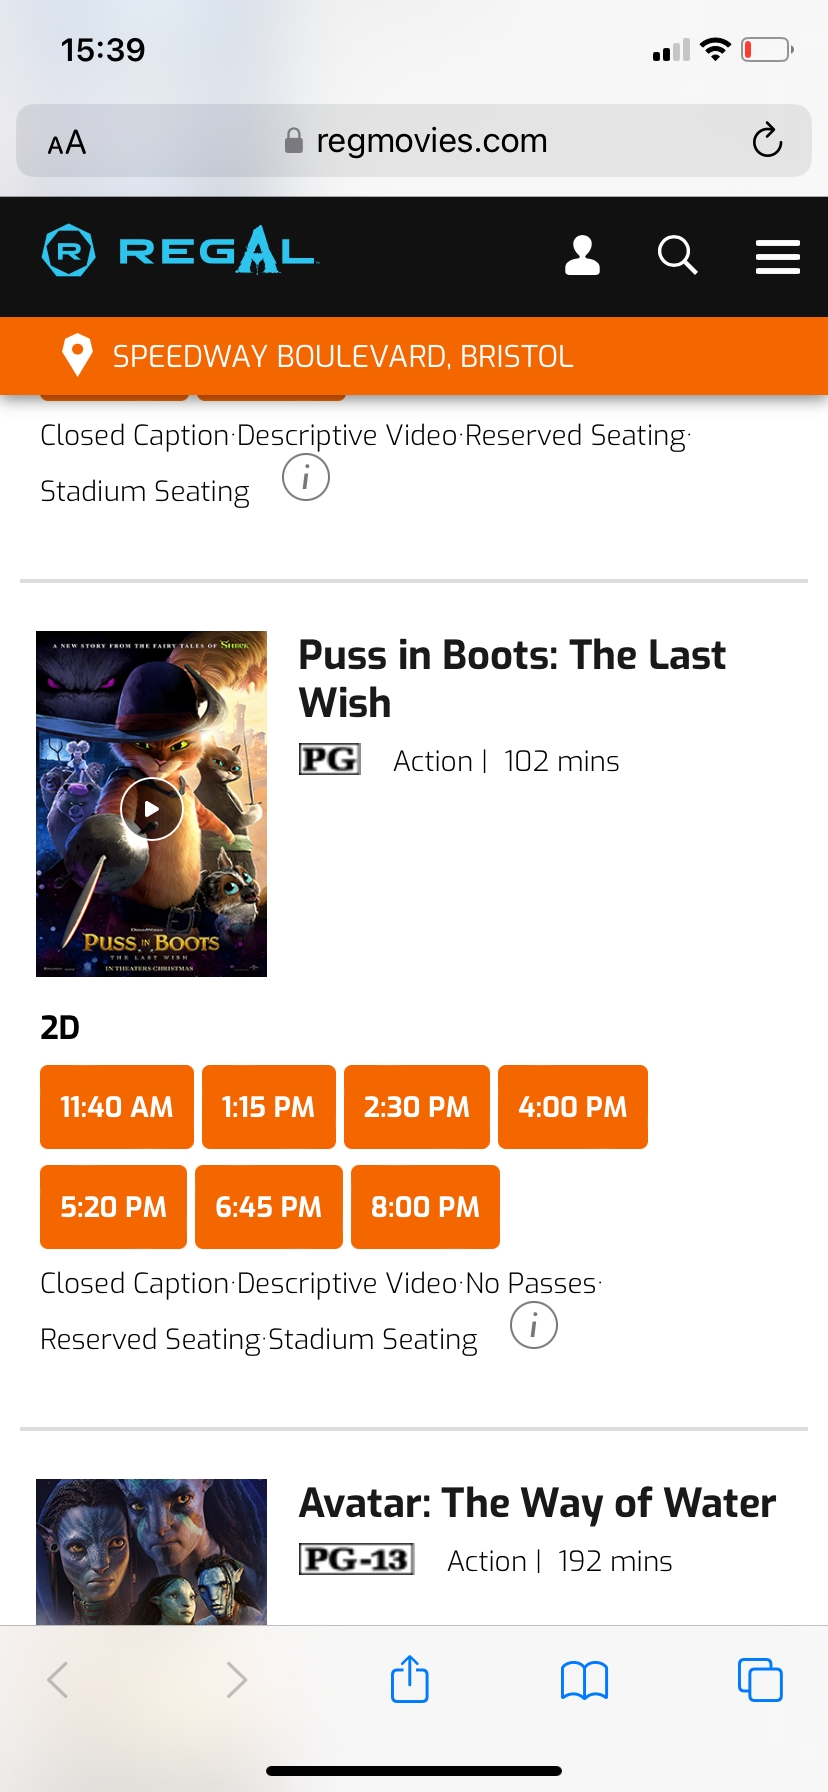 15:39
AA
regmovies.com
R REGAL
SPEEDWAY BOULEVARD, BRISTOL
Closed Caption·Descriptive Video·Reserved Seating·
Stadium Seating i
A NEW STORY FROM THE FAIRY TALES OF SHREK
DREAMWORKS
PUSS IN BOOTS
THE LAST WISH
IN THEATERS CHRISTMAS
Puss in Boots: The Last
Wish
PG Action | 102 mins
2D
11:40 AM 1:15 PM 2:30 PM 4:00 PM
5:20 PM 6:45 PM 8:00 PM
Closed Caption·Descriptive Video·No Passes·
Reserved Seating·Stadium Seating i
Avatar: The Way of Water
PG-13 Action | 192 mins